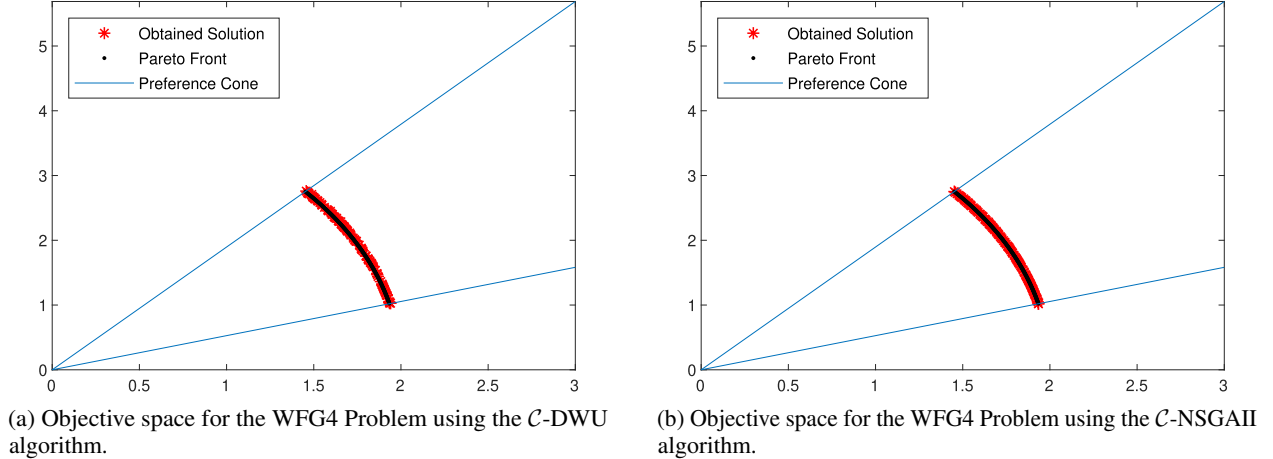 5
4
3
2
1
0
Obtained Solution
Pareto Front
Preference Cone
0 0.5 1 1.5 2 2.5 3
(a) Objective space for the WFG4 Problem using the C-DWU
algorithm.
5
4
3
2
1
0
Obtained Solution
Pareto Front
Preference Cone
0 0.5 1 1.5 2 2.5 3
(b) Objective space for the WFG4 Problem using the C-NSGAII
algorithm.